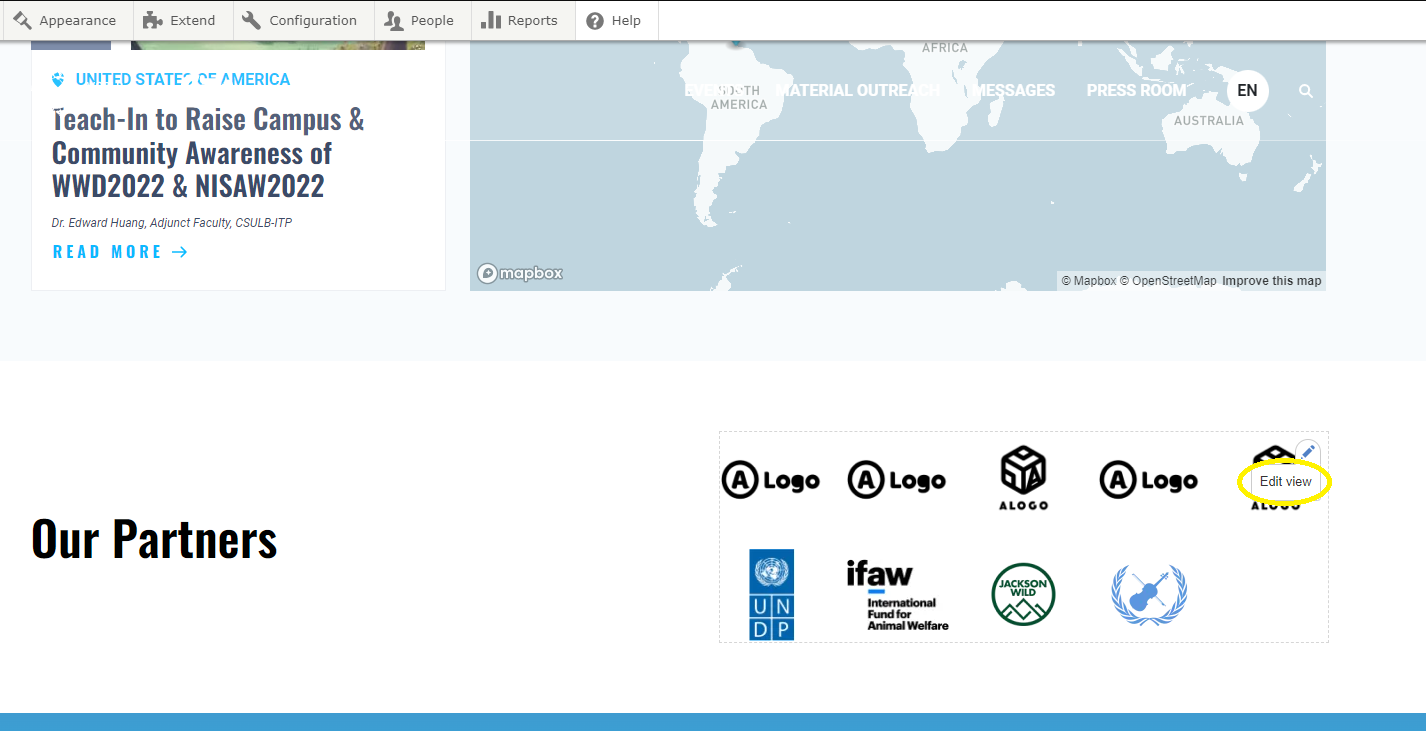 Appearance
Extend
Configuration
People
Reports
Help
UNITED STATES OF AMERICA
Teach-In to Raise Campus &
Community Awareness of
WWD2022 & NISAW2022
Dr. Edward Huang, Adjunct Faculty, CSULB-ITP
READ MORE
AFRICA
EVENTS
MATERIAL OUTREACH
MESSAGES
PRESS ROOM
EN
SOUTH
AMERICA
AUSTRALIA
mapbox
© Mapbox © OpenStreetMap Improve this map
Our Partners
A Logo
A Logo
ALOGO
A Logo
Edit view
ALOGO
UN
DP
ifaw
International
Fund for
Animal Welfare
JACKSON
WILD